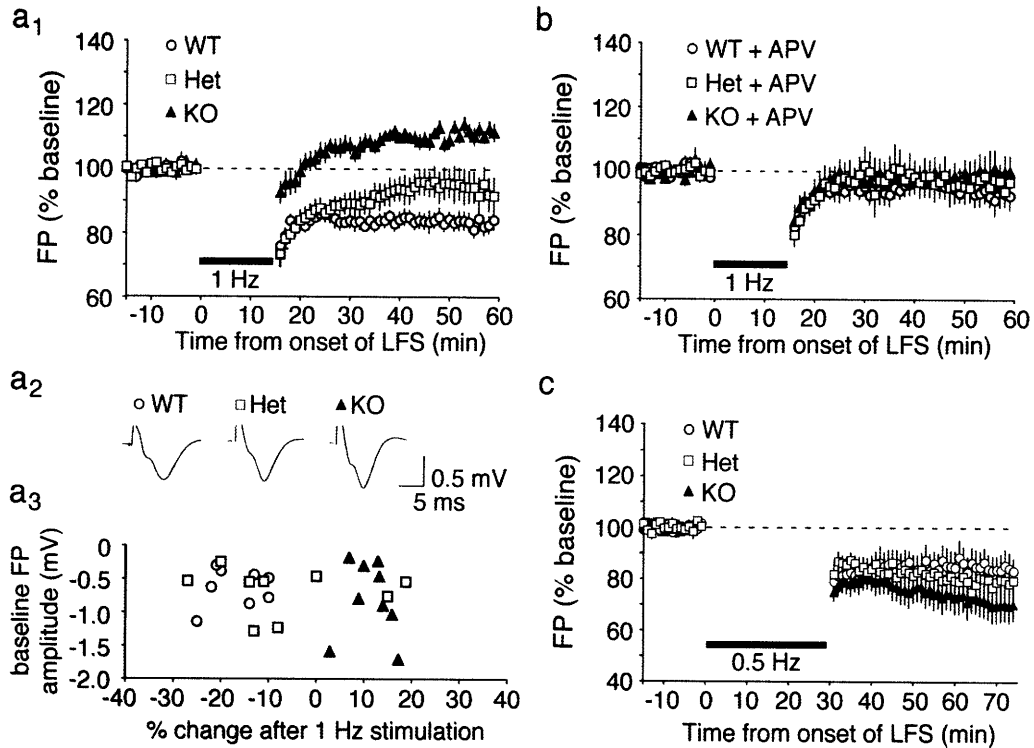 a1
140
120
100
80
60
FP (% baseline)
WT
Het
KO
1 Hz
-10 0 10 20 30 40 50 60
Time from onset of LFS (min)
b
140
120
100
80
60
FP (% baseline)
WT + APV
Het + APV
KO + APV
1 Hz
-10 0 10 20 30 40 50 60
Time from onset of LFS (min)
a2
WT Het KO
0.5 mV
5 ms
a3
baseline FP
amplitude (mV)
0
-0.5
-1.0
-1.5
-2.0
-40 -30 -20 -10 0 10 20 30 40
% change after 1 Hz stimulation
c
140
120
100
80
60
40
FP (% baseline)
WT
Het
KO
0.5 Hz
-10 0 10 20 30 40 50 60 70
Time from onset of LFS (min)